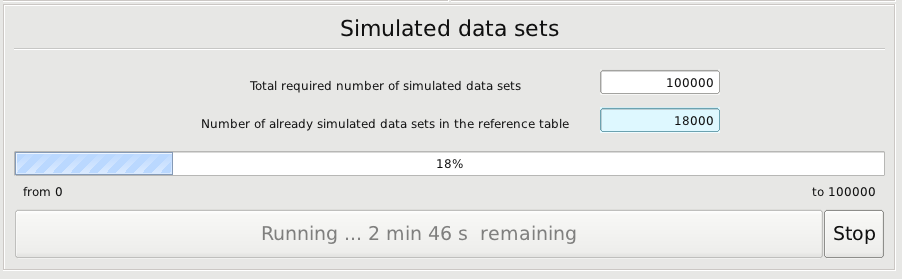 Simulated data sets
Total required number of simulated data sets 100000
Number of already simulated data sets in the reference table 18000
18%
from 0 to 100000
Running ... 2 min 46 s remaining Stop